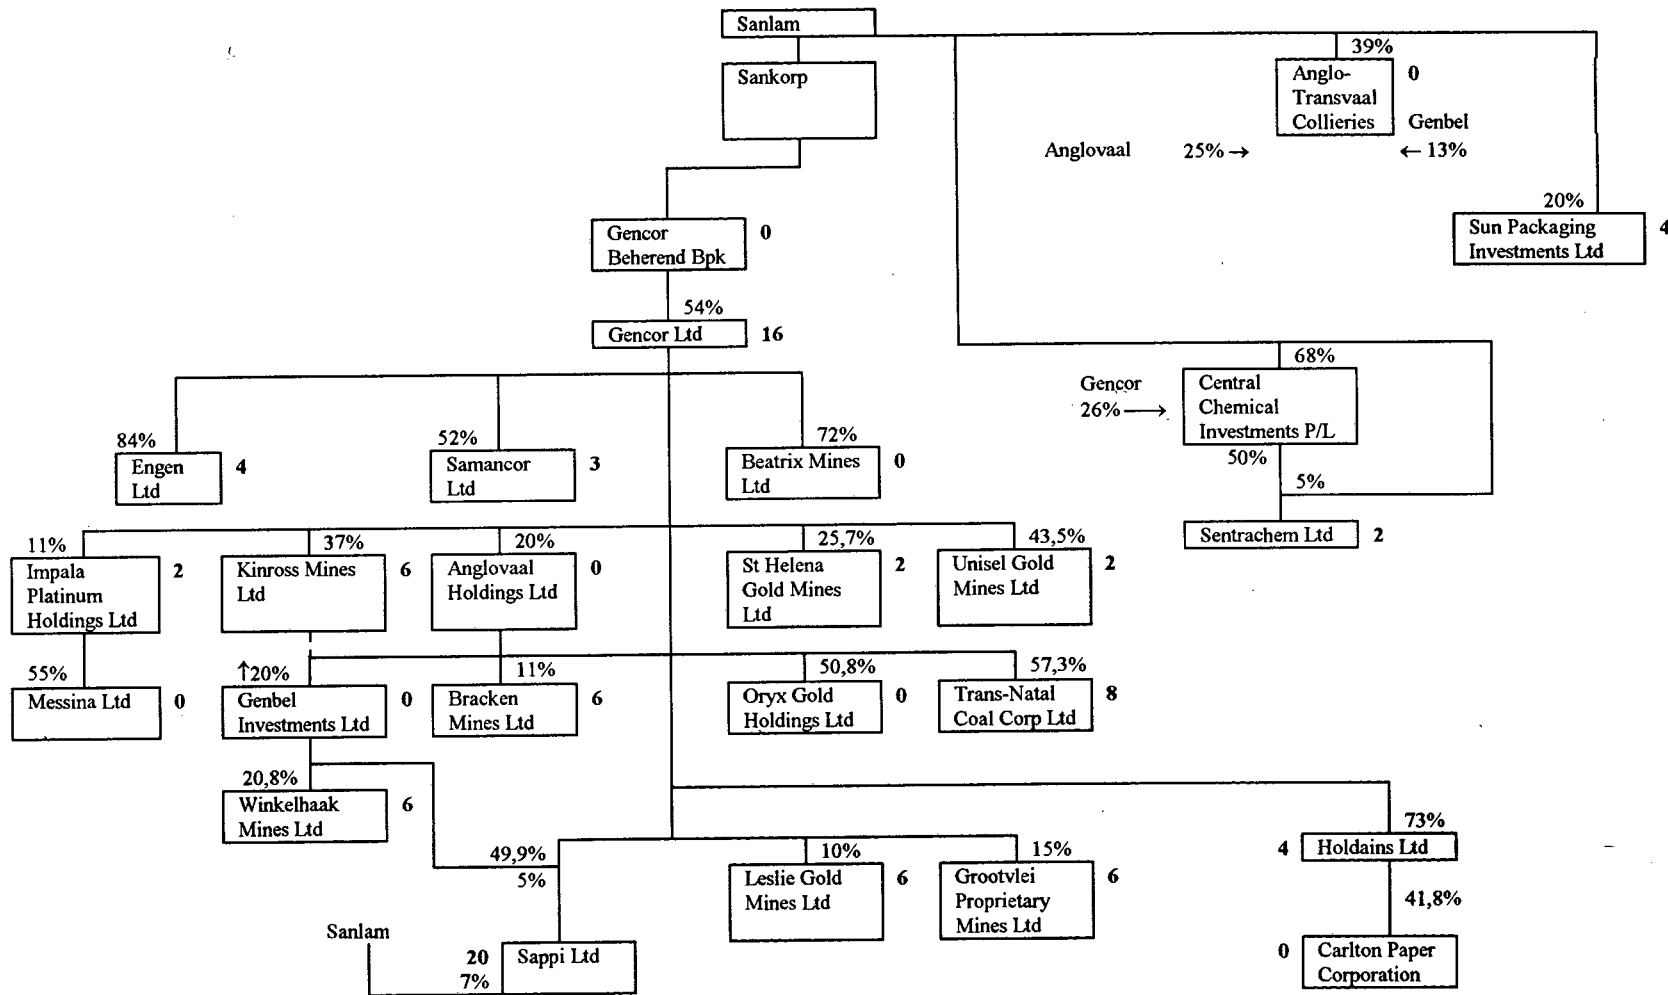 Sanlam
39%
Sankorp
Anglo-
Transvaal
Collieries
0
Genbel
Anglovaal 25% →
← 13%
20%
Sun Packaging
Investments Ltd
4
Gencor
Beherend Bpk
0
54%
Gencor Ltd
16
68%
Gencor
26% →
Central
Chemical
Investments P/L
50%
5%
Sentrachem Ltd
2
84%
Engen
Ltd
4
52%
Samancor
Ltd
3
72%
Beatrix Mines
Ltd
0
11%
Impala
Platinum
Holdings Ltd
2
37%
Kinross Mines
Ltd
6
20%
Anglovaal
Holdings Ltd
0
25,7%
St Helena
Gold Mines
Ltd
2
43,5%
Unisel Gold
Mines Ltd
2
55%
Messina Ltd
0
↑20%
Genbel
Investments Ltd
0
11%
Bracken
Mines Ltd
6
50,8%
Oryx Gold
Holdings Ltd
0
57,3%
Trans-Natal
Coal Corp Ltd
8
20,8%
Winkelhaak
Mines Ltd
6
49,9%
5%
10%
Leslie Gold
Mines Ltd
6
15%
Grootvlei
Proprietary
Mines Ltd
6
73%
4
Holdains Ltd
41,8%
Sanlam
20
7%
Sappi Ltd
0
Carlton Paper
Corporation